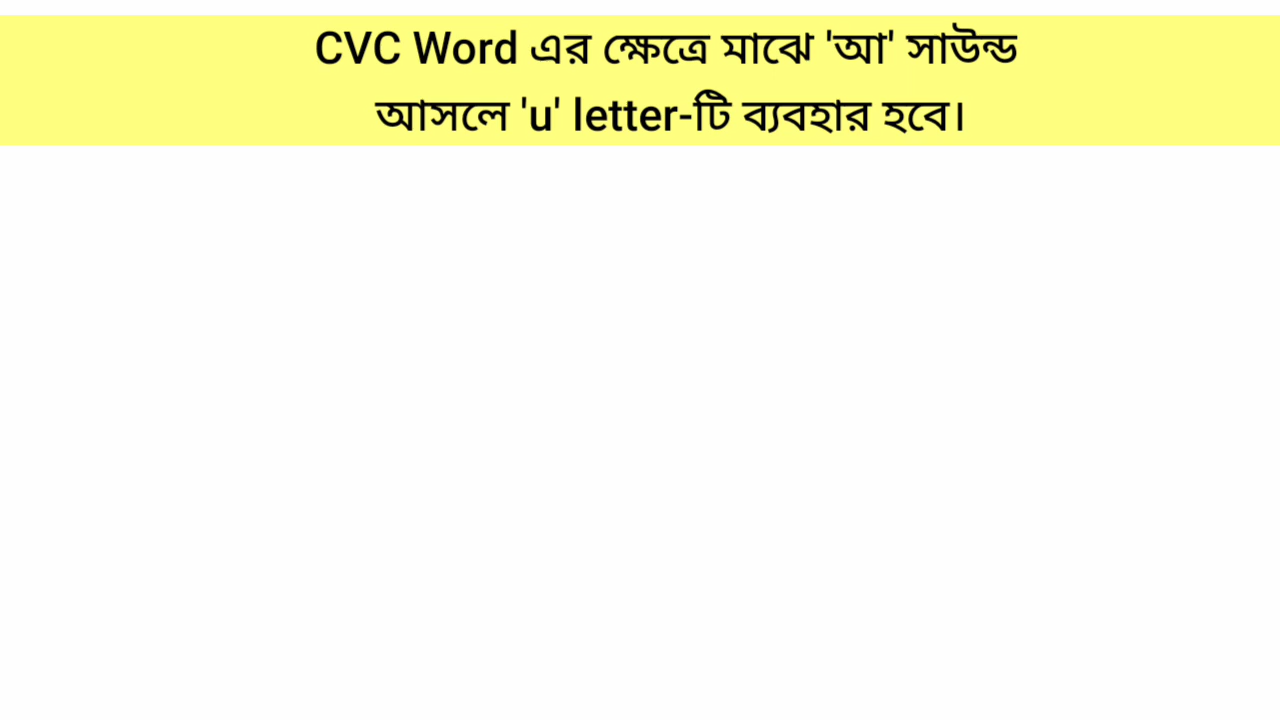 CVC Word এর ক্ষেত্রে মাঝে 'আ' সাউন্ড
আসলে 'u' letter-টি ব্যবহার হবে।